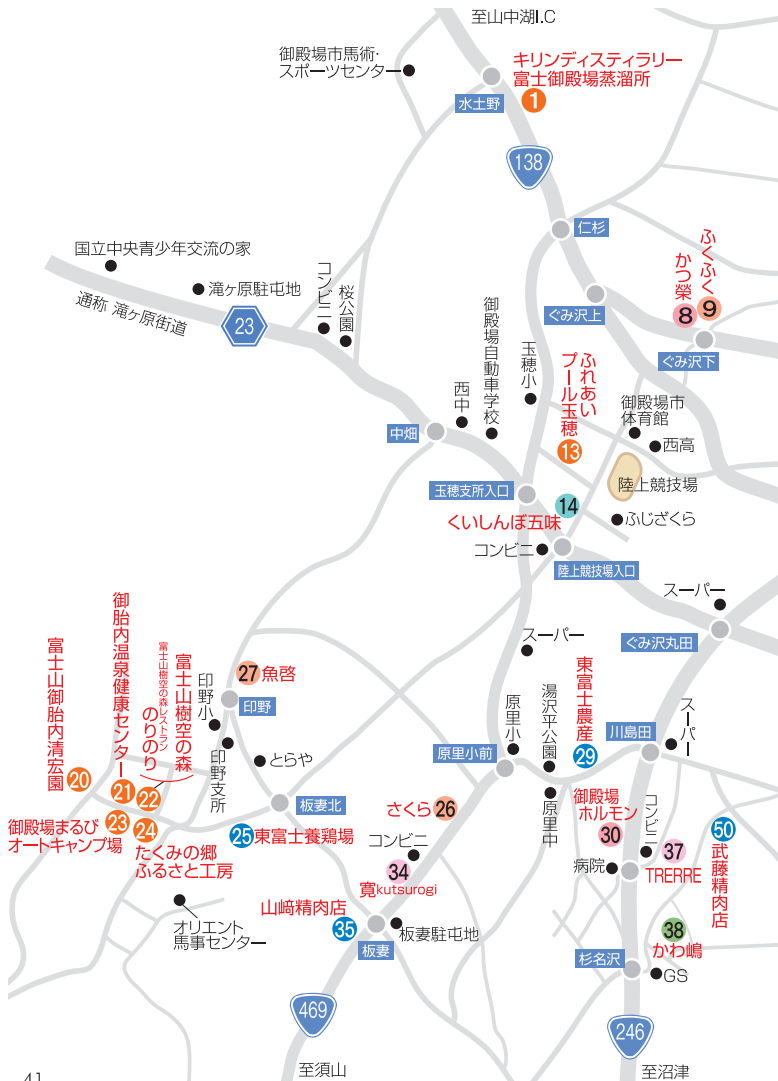 至山中湖I.C
御殿場市馬術・
スポーツセンター
キリンディスティラリー
富士御殿場蒸溜所
1
水土野
138
仁杉
国立中央青少年交流の家
滝ヶ原駐屯地
通称 滝ヶ原街道
23
コンビニ
桜公園
ふくふく
かつ榮
8
9
ぐみ沢上
ぐみ沢下
御殿場自動車学校
玉穂小
ふれあい
プール玉穂
13
西中
中畑
御殿場市
体育館
西高
陸上競技場
玉穂支所入口
14
くいしんぼ五味
ふじざくら
コンビニ
陸上競技場入口
スーパー
ぐみ沢丸田
スーパー
東富士農産
29
湯沢平公園
原里小
原里小前
原里中
川島田
スーパー
富士山御胎内清宏園
20
御胎内温泉健康センター
21
富士山樹空の森
(富士山樹空の森レストラン
のりのり)
22
23
24
御殿場まるび
オートキャンプ場
たくみの郷
ふるさと工房
印野小
27
魚啓
印野
印野支所
とらや
板妻北
25
東富士養鶏場
さくら
26
コンビニ
34
寛kutsurogi
山﨑精肉店
35
板妻
板妻駐屯地
オリエント
馬事センター
御殿場
ホルモン
30
コンビニ
病院
37
TRERRE
50
武藤精肉店
38
かわ嶋
杉名沢
GS
469
246
至須山
至沼津
41